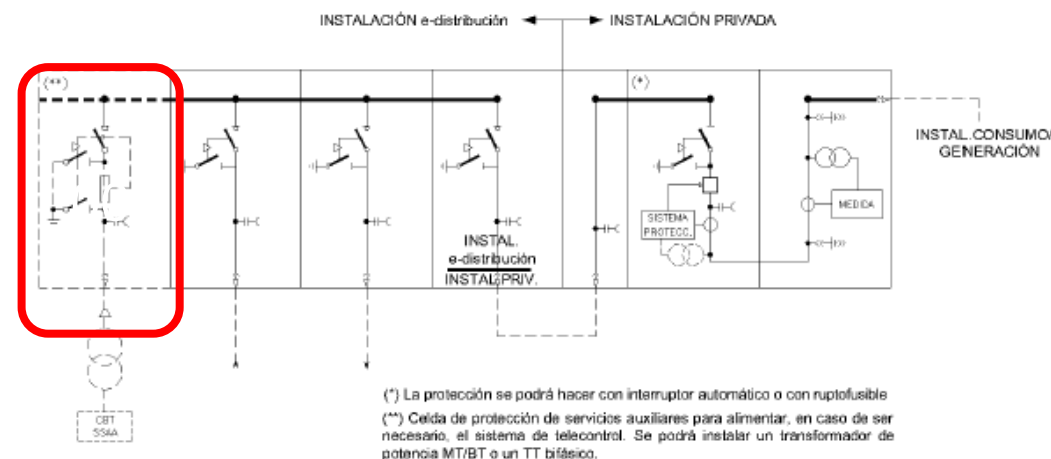 INSTALACIÓN e-distribución
INSTALACIÓN PRIVADA
(**)
(*)
INSTAL.CONSUMO/
GENERACIÓN
MEDIDA
SISTEMA
PROTECC.
INSTAL.
e-distribución
INSTAL.PRIV.
CBT
SSAA
(*) La protección se podrá hacer con interruptor automático o con ruptofusible
(**) Celda de protección de servicios auxiliares para alimentar, en caso de ser
necesario, el sistema de telecontrol. Se podrá instalar un transformador de
potencia MT/BT o un TT bifásico.